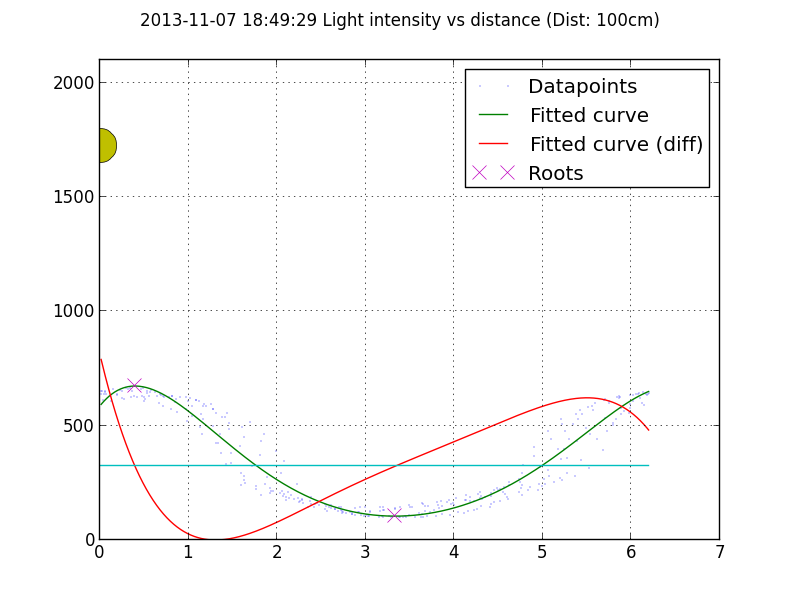 2013-11-07 18:49:29 Light intensity vs distance (Dist: 100cm)
2000
1500
1000
500
0
Datapoints
Fitted curve
Fitted curve (diff)
Roots
0 1 2 3 4 5 6 7